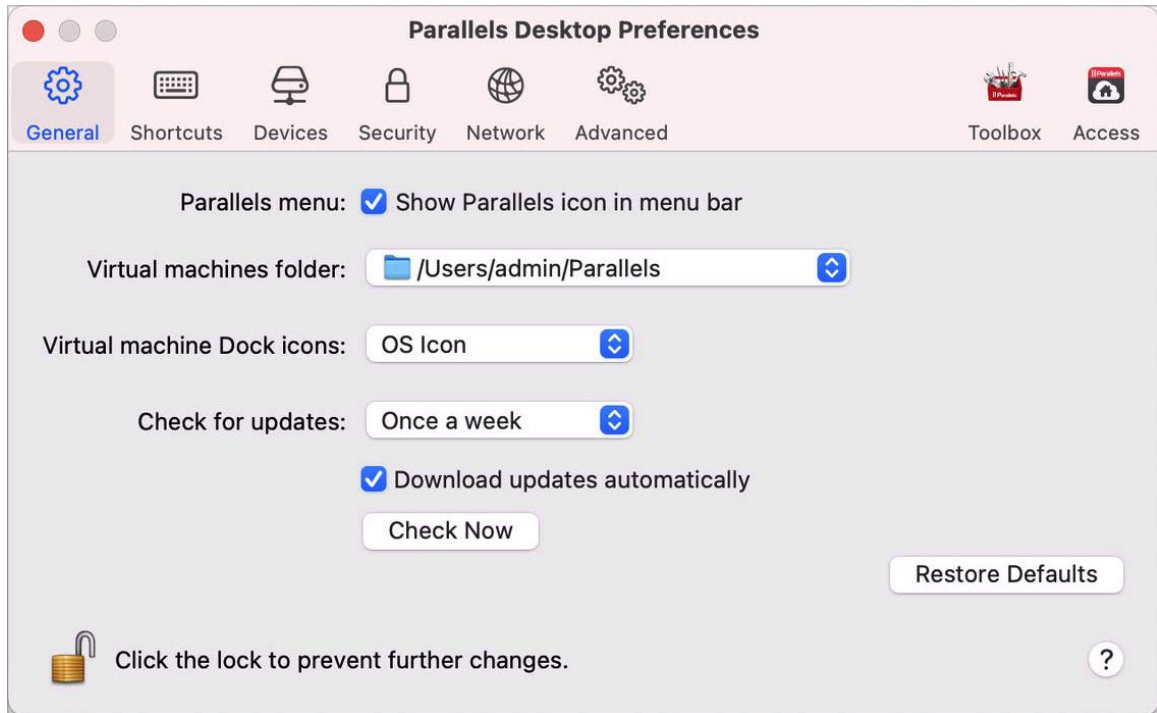 Parallels Desktop Preferences
General Shortcuts Devices Security Network Advanced Toolbox Access
Parallels menu: Show Parallels icon in menu bar
Virtual machines folder: /Users/admin/Parallels
Virtual machine Dock icons: OS Icon
Check for updates: Once a week
Download updates automatically
Check Now
Restore Defaults
Click the lock to prevent further changes. ?